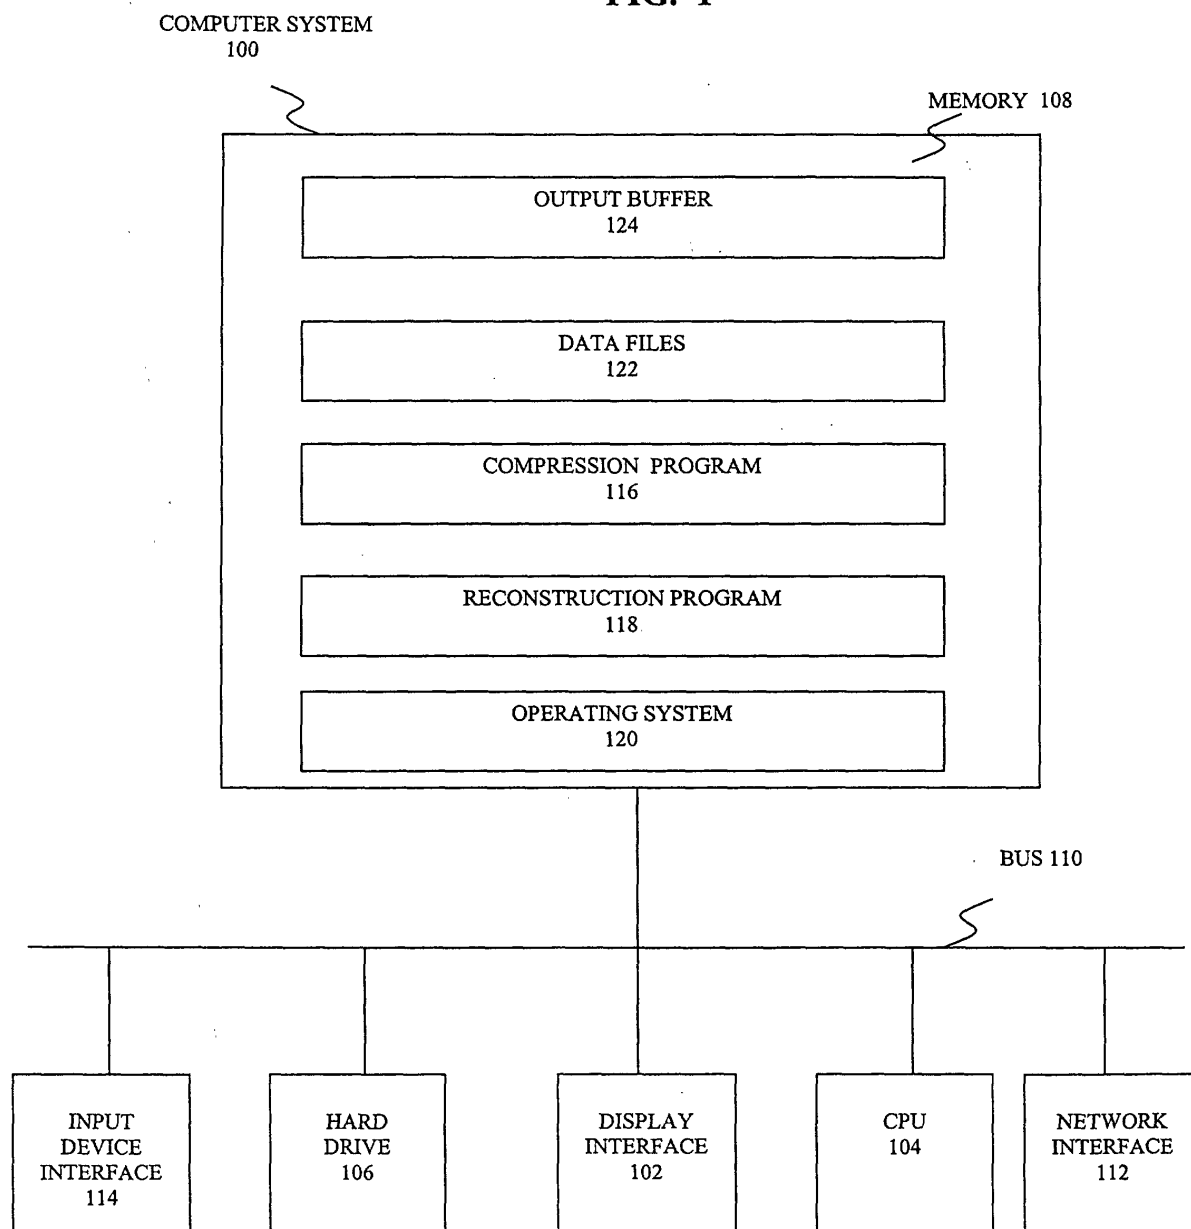 FIG. 1
COMPUTER SYSTEM
100
MEMORY 108
OUTPUT BUFFER
124
DATA FILES
122
COMPRESSION PROGRAM
116
RECONSTRUCTION PROGRAM
118
OPERATING SYSTEM
120
BUS 110
INPUT
DEVICE
INTERFACE
114
HARD
DRIVE
106
DISPLAY
INTERFACE
102
CPU
104
NETWORK
INTERFACE
112